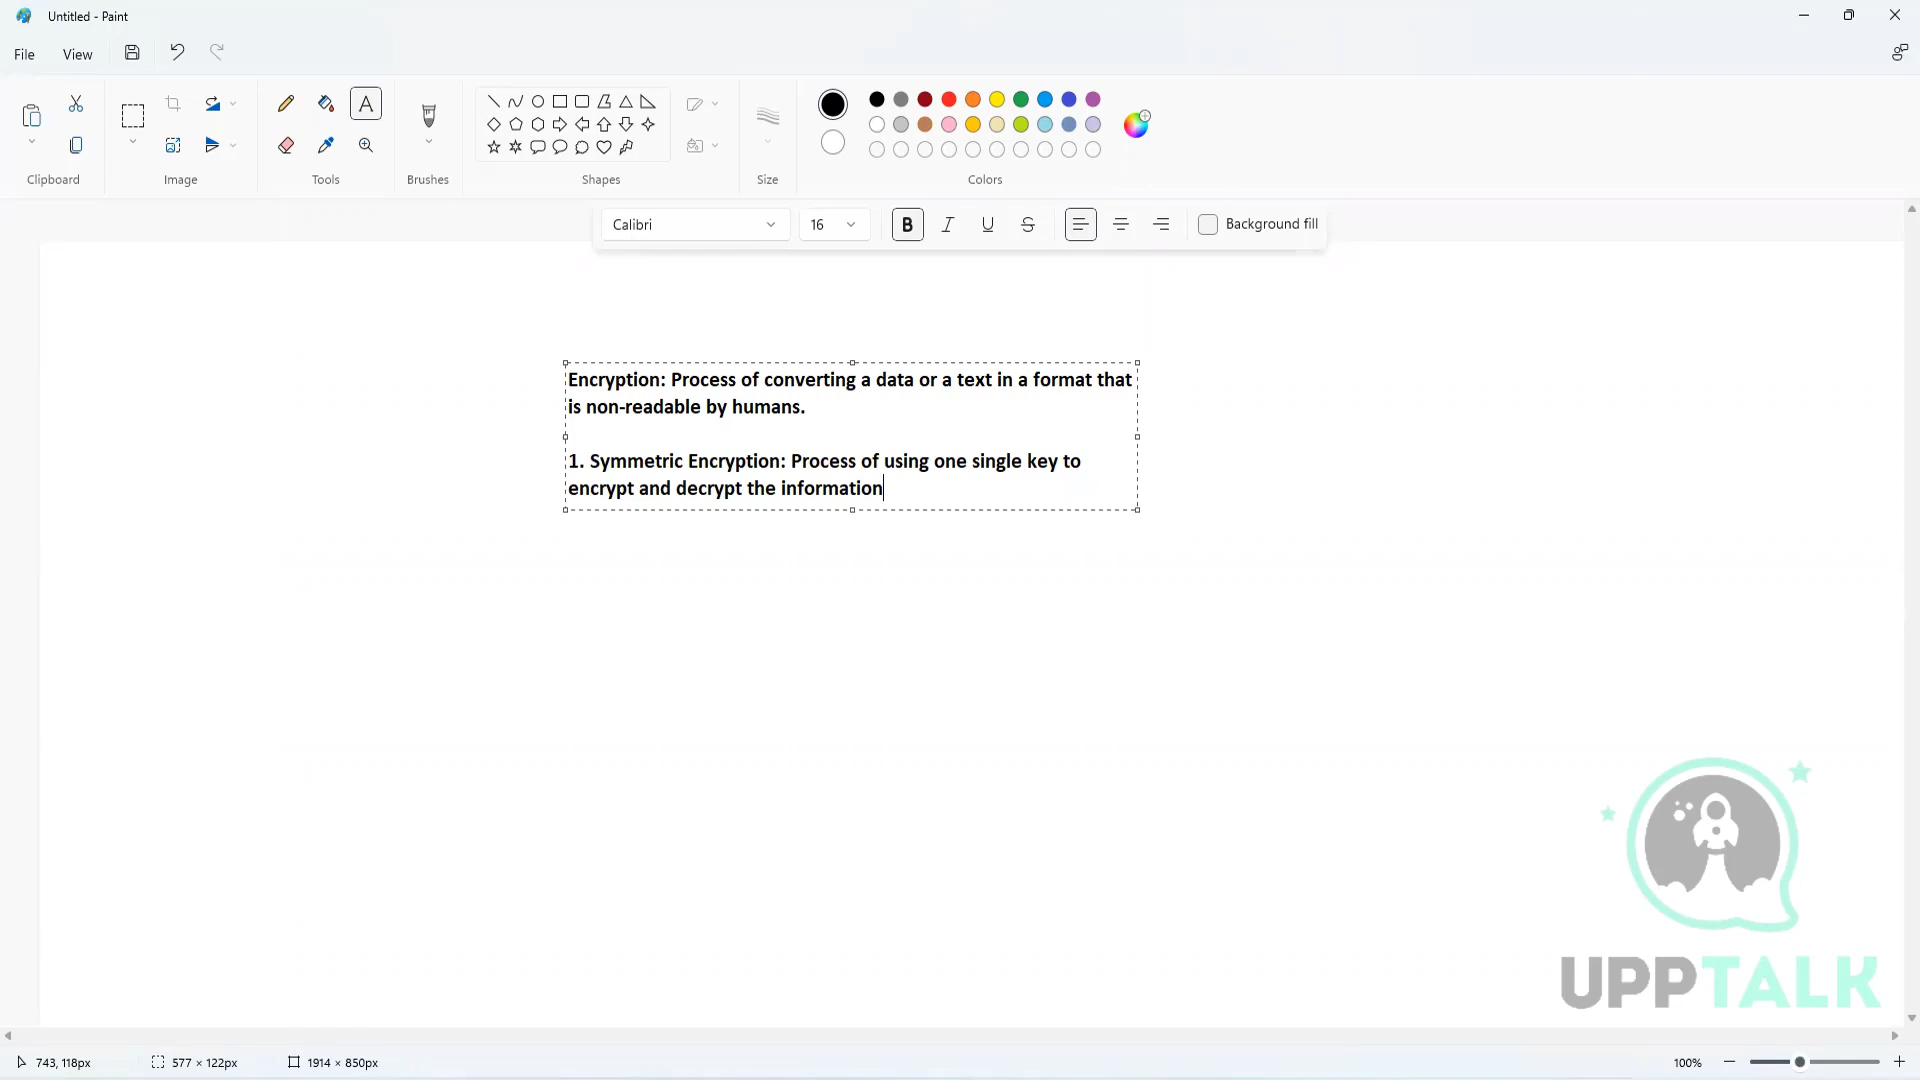 Untitled - Paint
File
View
Clipboard
Image
Tools
Brushes
Shapes
Size
Colors
Calibri
16
B
Background fill
Encryption: Process of converting a data or a text in a format that
is non-readable by humans.
1. Symmetric Encryption: Process of using one single key to
encrypt and decrypt the information
UPPTALK
743, 118px
577 × 122px
1914 × 850px
100%